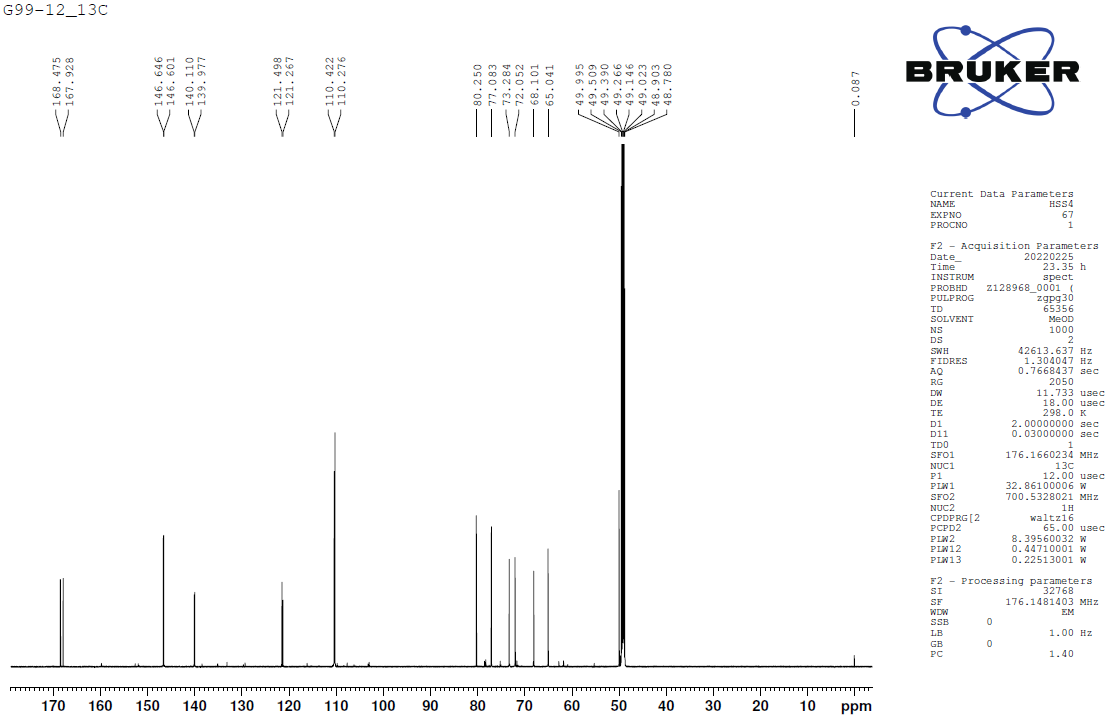 G99-12_13C
168.475
167.928
146.646
146.601
140.110
139.977
121.498
121.267
110.422
110.276
80.250
77.083
73.284
72.052
68.101
65.041
49.995
49.509
49.390
49.266
49.146
49.023
48.903
48.780
0.087
BRUKER
Current Data Parameters
NAME HSS4
EXPNO 67
PROCNO 1
F2 - Acquisition Parameters
Date_ 20220225
Time 23.35 h
INSTRUM spect
PROBHD Z128968_0001 (
PULPROG zgpg30
TD 65356
SOLVENT MeOD
NS 1000
DS 2
SWH 42613.637 Hz
FIDRES 1.304047 Hz
AQ 0.7668437 sec
RG 2050
DW 11.733 usec
DE 18.00 usec
TE 298.0 K
D1 2.00000000 sec
D11 0.03000000 sec
TD0 1
SFO1 176.1660234 MHz
NUC1 13C
P1 12.00 usec
PLW1 32.86100006 W
SFO2 700.5328021 MHz
NUC2 1H
CPDPRG[2 waltz16
PCPD2 65.00 usec
PLW2 8.39560032 W
PLW12 0.44710001 W
PLW13 0.22513001 W
F2 - Processing parameters
SI 32768
SF 176.1481403 MHz
WDW EM
SSB 0
LB 1.00 Hz
GB 0
PC 1.40
170 160 150 140 130 120 110 100 90 80 70 60 50 40 30 20 10 ppm